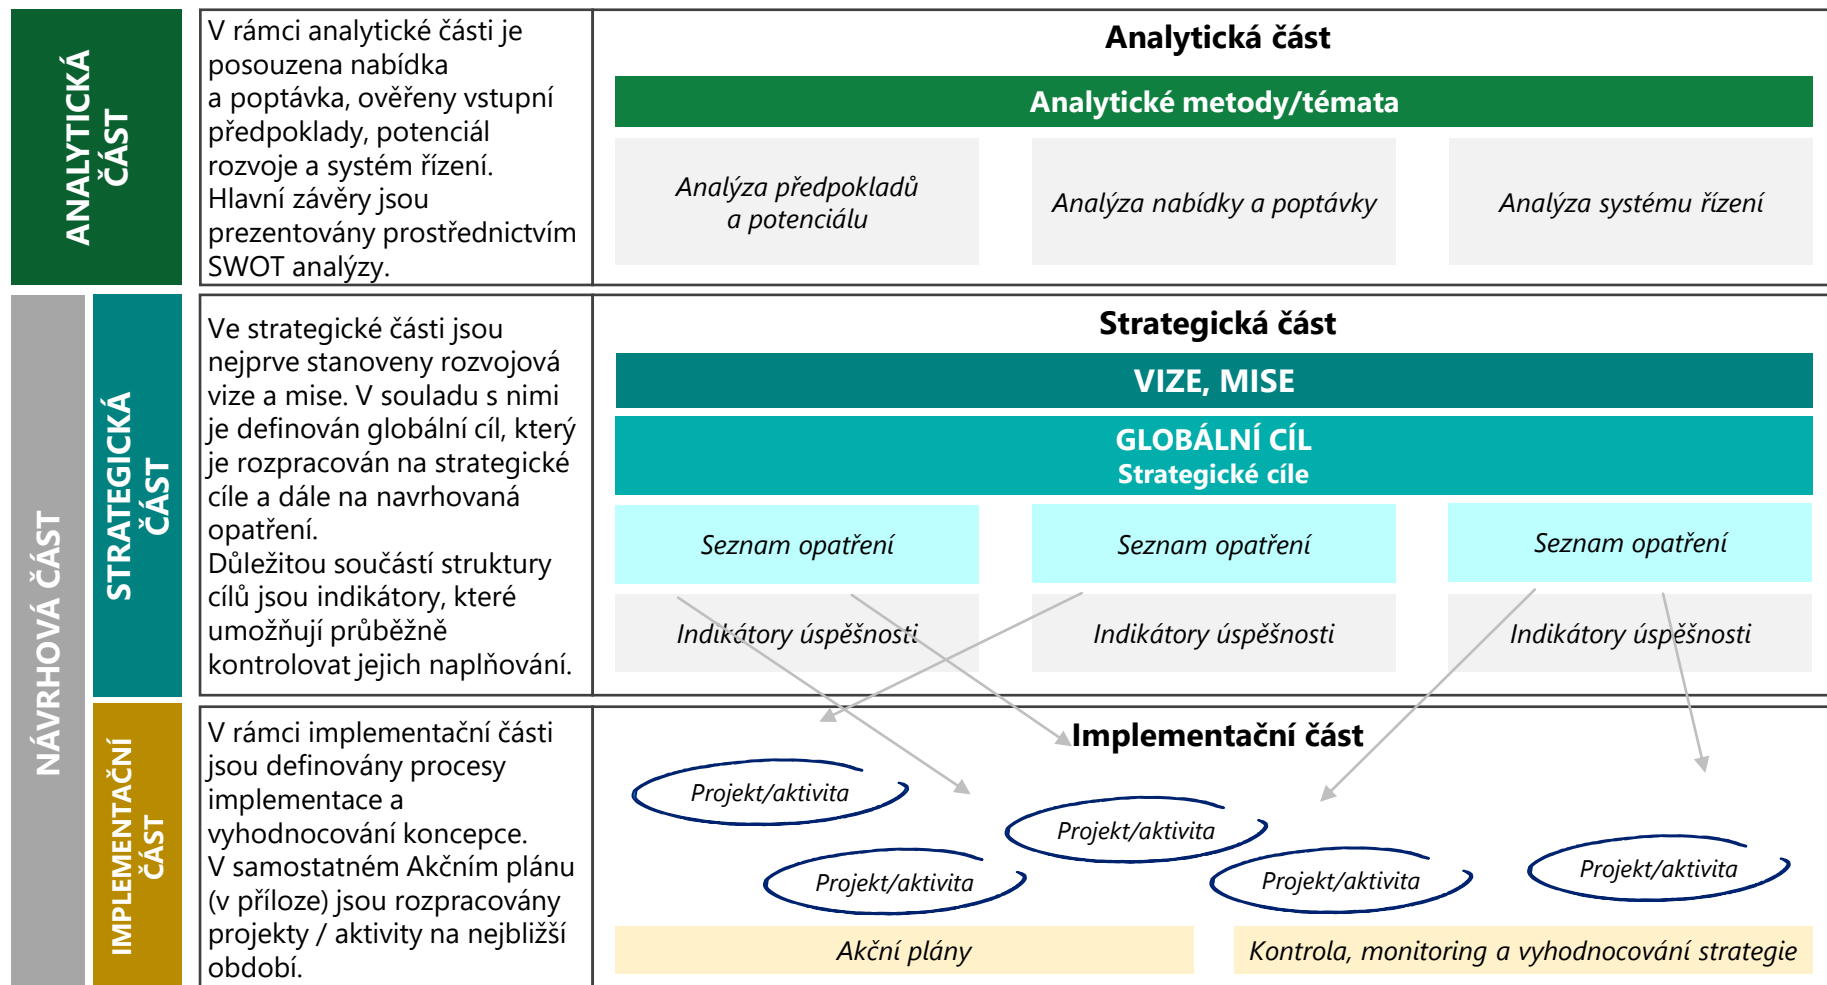 ANALYTICKÁ
ČÁST
V rámci analytické části je
posouzena nabídka
a poptávka, ověřeny vstupní
předpoklady, potenciál
rozvoje a systém řízení.
Hlavní závěry jsou
prezentovány prostřednictvím
SWOT analýzy.
Analytická část
Analytické metody/témata
Analýza předpokladů
a potenciálu
Analýza nabídky a poptávky
Analýza systému řízení
NÁVRHOVÁ ČÁST
STRATEGICKÁ
ČÁST
Ve strategické části jsou
nejprve stanoveny rozvojová
vize a mise. V souladu s nimi
je definován globální cíl, který
je rozpracován na strategické
cíle a dále na navrhovaná
opatření.
Důležitou součástí struktury
cílů jsou indikátory, které
umožňují průběžně
kontrolovat jejich naplňování.
Strategická část
VIZE, MISE
GLOBÁLNÍ CÍL
Strategické cíle
Seznam opatření
Seznam opatření
Seznam opatření
Indikátory úspěšnosti
Indikátory úspěšnosti
Indikátory úspěšnosti
IMPLEMENTAČNÍ
ČÁST
V rámci implementační části
jsou definovány procesy
implementace a
vyhodnocování koncepce.
V samostatném Akčním plánu
(v příloze) jsou rozpracovány
projekty / aktivity na nejbližší
období.
Implementační část
Projekt/aktivita
Projekt/aktivita
Projekt/aktivita
Projekt/aktivita
Projekt/aktivita
Akční plány
Kontrola, monitoring a vyhodnocování strategie